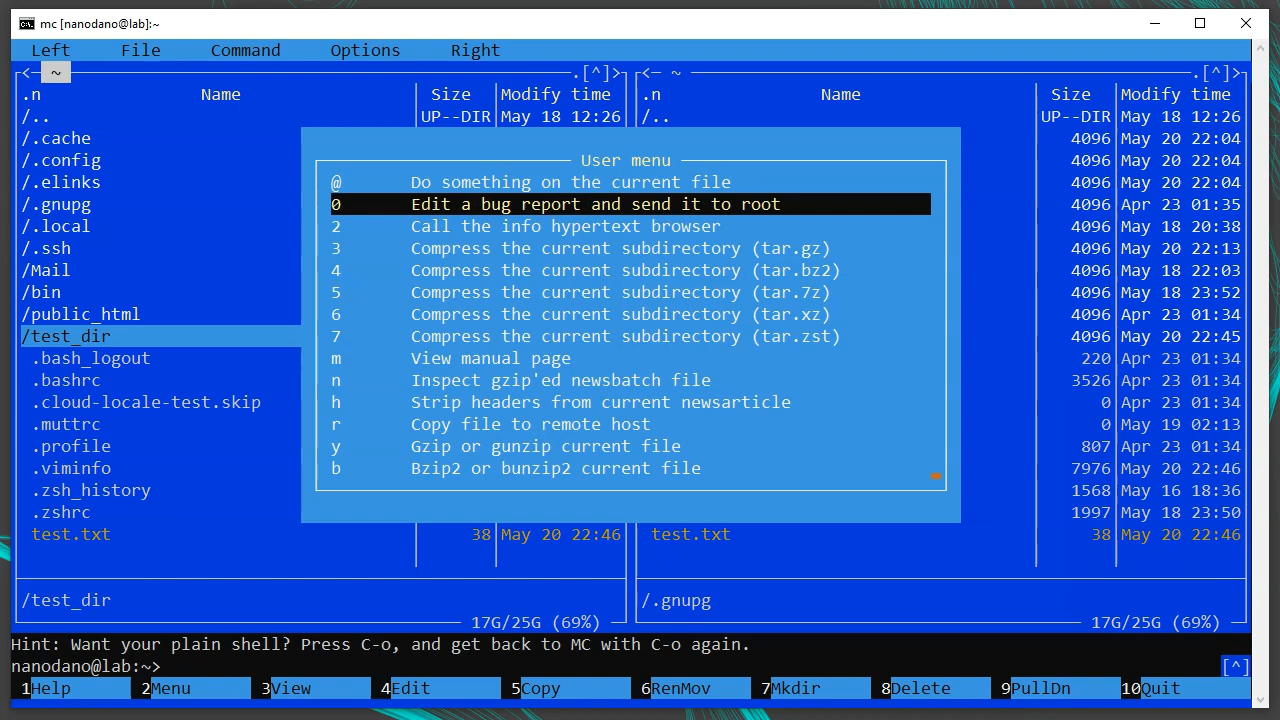 mc [nanodano@lab]:~
Left File Command Options Right
<─ ~ .[^]> <─ ~ .[^]>
.n Name Size Modify time .n Name Size Modify time
/.. UP--DIR May 18 12:26 /.. UP--DIR May 18 12:26
/.cache 4096 May 20 22:04
/.config User menu 4096 May 20 22:04
/.elinks @ Do something on the current file 4096 May 20 22:04
/.gnupg 0 Edit a bug report and send it to root 4096 Apr 23 01:35
/.local 2 Call the info hypertext browser 4096 May 18 20:38
/.ssh 3 Compress the current subdirectory (tar.gz) 4096 May 20 22:13
/Mail 4 Compress the current subdirectory (tar.bz2) 4096 May 18 22:03
/bin 5 Compress the current subdirectory (tar.7z) 4096 May 18 23:52
/public_html 6 Compress the current subdirectory (tar.xz) 4096 May 18 22:04
/test_dir 7 Compress the current subdirectory (tar.zst) 4096 May 20 22:45
.bash_logout m View manual page 220 Apr 23 01:34
.bashrc n Inspect gzip'ed newsbatch file 3526 Apr 23 01:34
.cloud-locale-test.skip h Strip headers from current newsarticle 0 Apr 23 01:34
.muttrc r Copy file to remote host 0 May 19 02:13
.profile y Gzip or gunzip current file 807 Apr 23 01:34
.viminfo b Bzip2 or bunzip2 current file 7976 May 20 22:46
.zsh_history 1568 May 16 18:36
.zshrc 1997 May 18 23:50
test.txt 38 May 20 22:46 test.txt 38 May 20 22:46
/test_dir /.gnupg
17G/25G (69%) 17G/25G (69%)
Hint: Want your plain shell? Press C-o, and get back to MC with C-o again.
nanodano@lab:~> [^]
1Help 2Menu 3View 4Edit 5Copy 6RenMov 7Mkdir 8Delete 9PullDn 10Quit